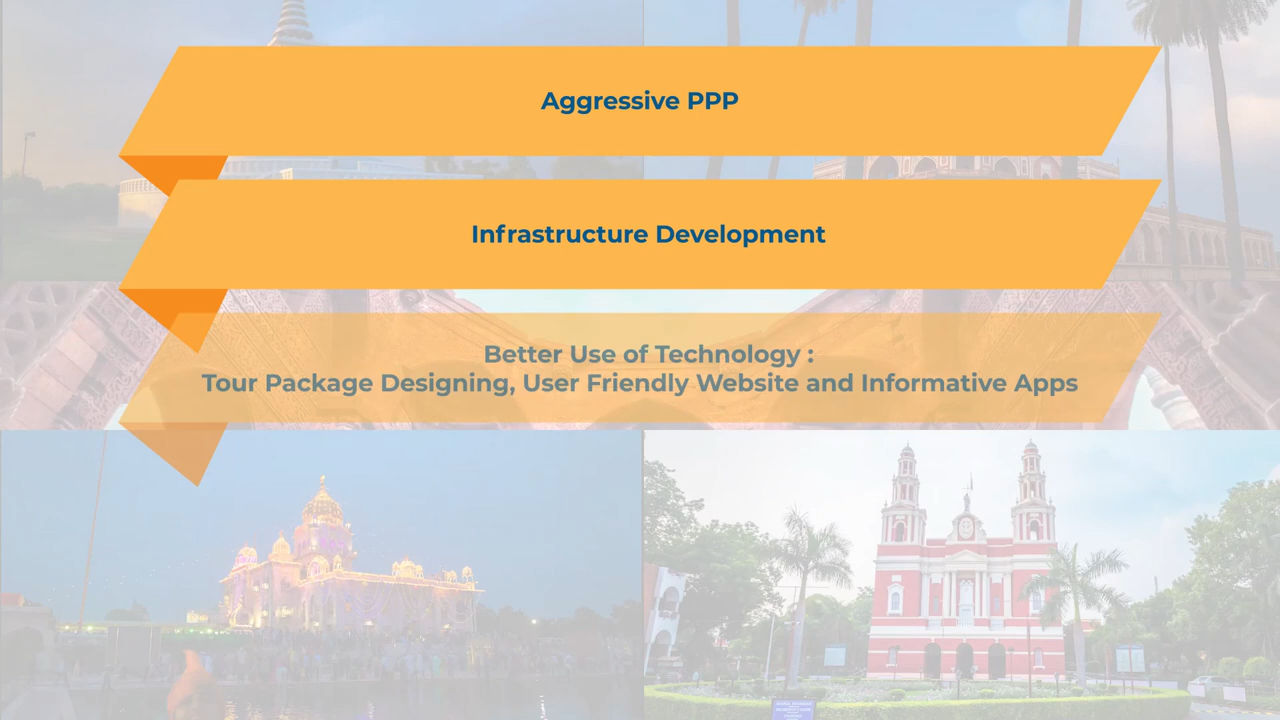 Aggressive PPP
Infrastructure Development
Better Use of Technology :
Tour Package Designing, User Friendly Website and Informative Apps